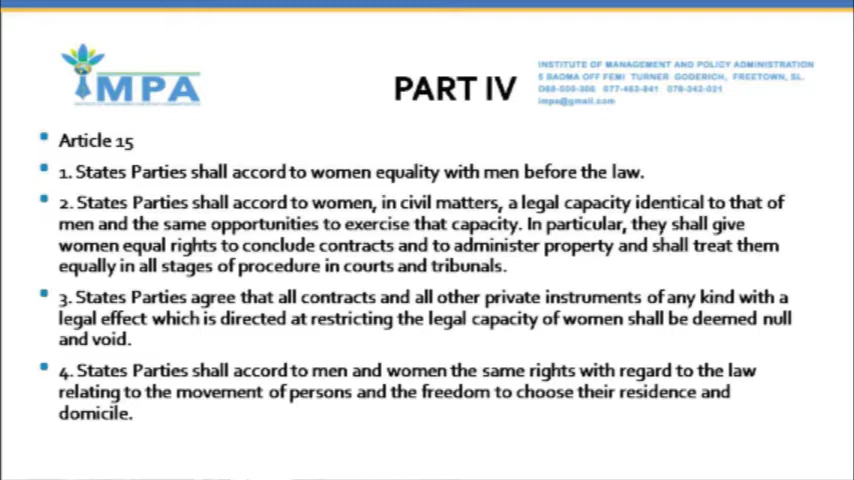 IMPA
PART IV
INSTITUTE OF MANAGEMENT AND POLICY ADMINISTRATION
5 BADMA OFF FEMI TURNER GODERICH, FREETOWN, SL.
impa@gmail.com
Article 15
1. States Parties shall accord to women equality with men before the law.
2. States Parties shall accord to women, in civil matters, a legal capacity identical to that of
men and the same opportunities to exercise that capacity. In particular, they shall give
women equal rights to conclude contracts and to administer property and shall treat them
equally in all stages of procedure in courts and tribunals.
3. States Parties agree that all contracts and all other private instruments of any kind with a
legal effect which is directed at restricting the legal capacity of women shall be deemed null
and void.
4. States Parties shall accord to men and women the same rights with regard to the law
relating to the movement of persons and the freedom to choose their residence and
domicile.